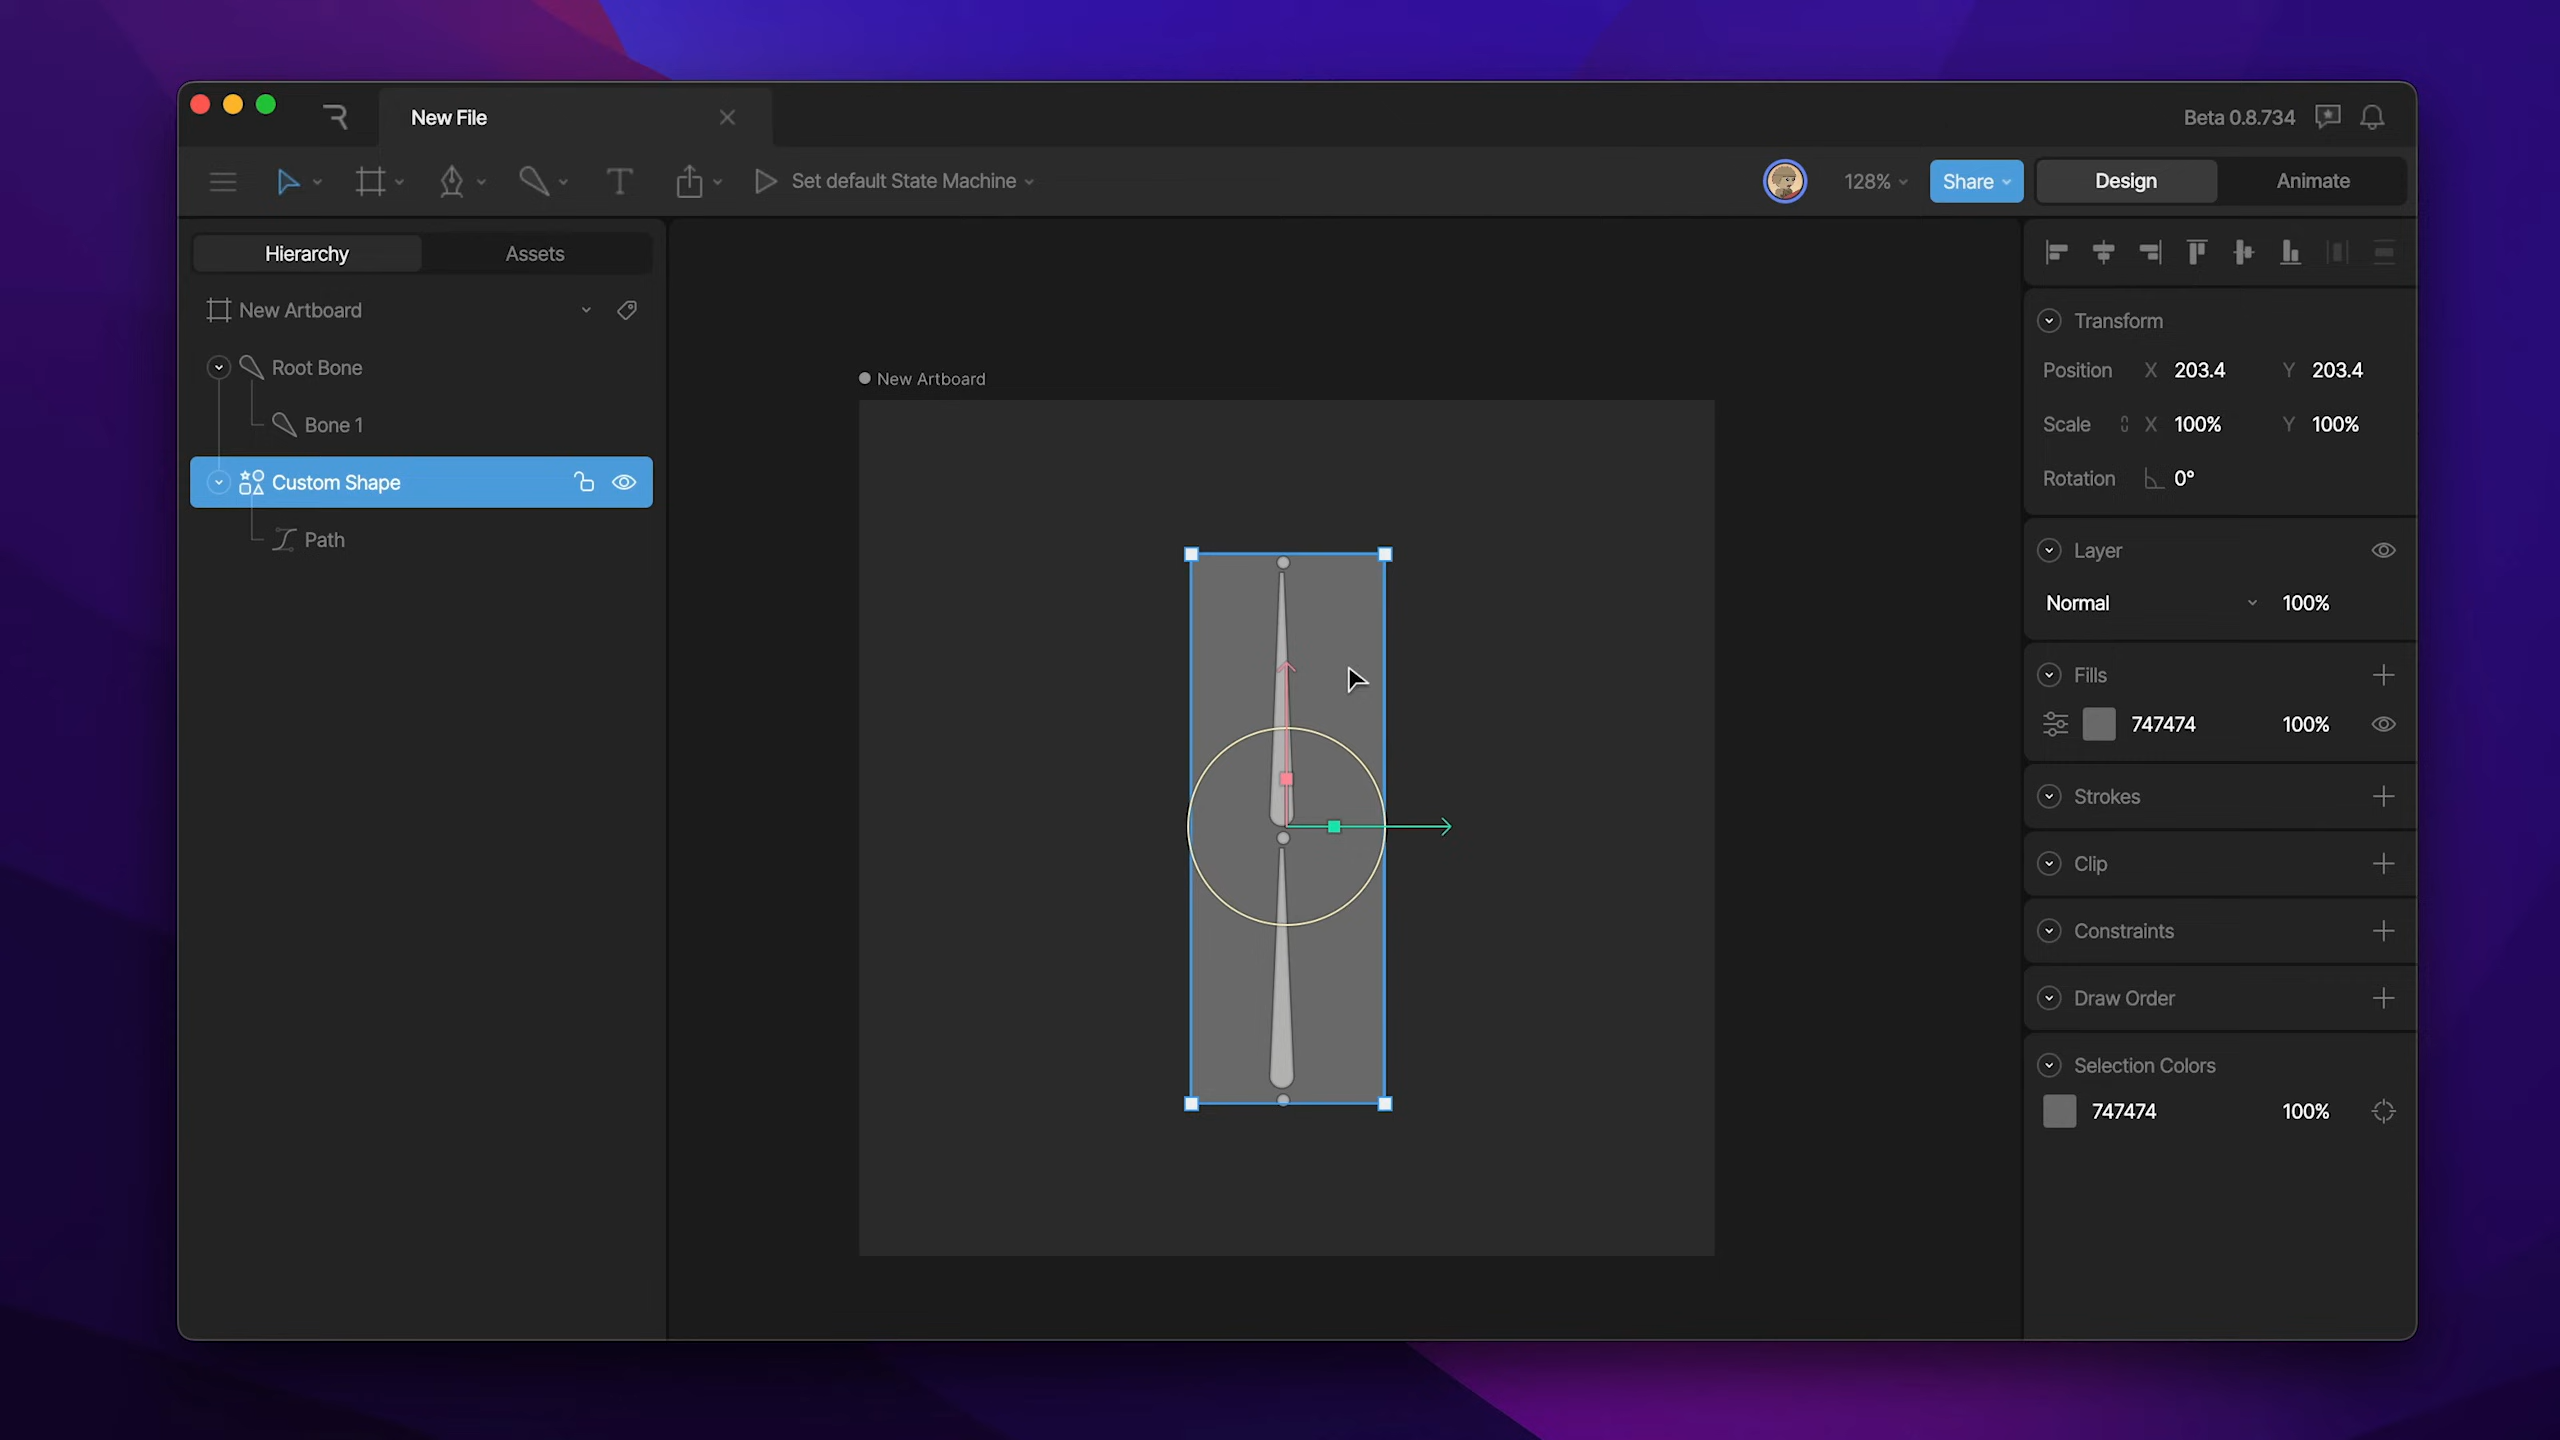 New File
Beta 0.8.734
Set default State Machine
128%
Share
Design
Animate
Hierarchy
Assets
New Artboard
Root Bone
Bone 1
Custom Shape
Path
New Artboard
Transform
Position X 203.4 Y 203.4
Scale X 100% Y 100%
Rotation 0°
Layer
Normal 100%
Fills
747474 100%
Strokes
Clip
Constraints
Draw Order
Selection Colors
747474 100%